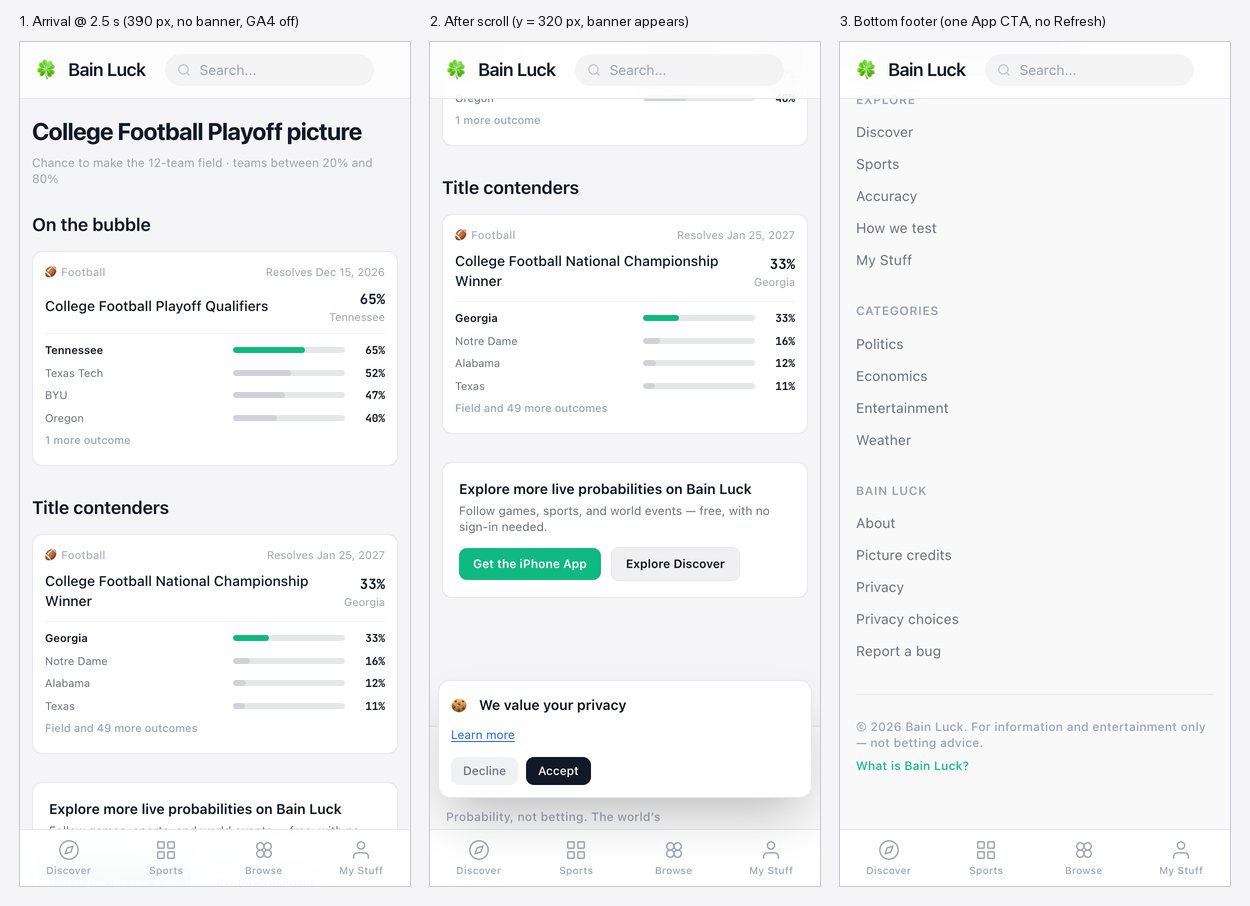 1. Arrival @ 2.5 s (390 px, no banner, GA4 off)
Bain Luck
Search...
College Football Playoff picture
Chance to make the 12-team field · teams between 20% and
80%
On the bubble
Football
Resolves Dec 15, 2026
College Football Playoff Qualifiers
65%
Tennessee
Tennessee 65%
Texas Tech 52%
BYU 47%
Oregon 40%
1 more outcome
Title contenders
Football
Resolves Jan 25, 2027
College Football National Championship
Winner
33%
Georgia
Georgia 33%
Notre Dame 16%
Alabama 12%
Texas 11%
Field and 49 more outcomes
Explore more live probabilities on Bain Luck
Follow games, sports, and world events — free, with no
Discover
Sports
Browse
My Stuff
2. After scroll (y = 320 px, banner appears)
Bain Luck
Search...
Oregon 40%
1 more outcome
Title contenders
Football
Resolves Jan 25, 2027
College Football National Championship
Winner
33%
Georgia
Georgia 33%
Notre Dame 16%
Alabama 12%
Texas 11%
Field and 49 more outcomes
Explore more live probabilities on Bain Luck
Follow games, sports, and world events — free, with no
sign-in needed.
Get the iPhone App
Explore Discover
We value your privacy
Learn more
Decline
Accept
Probability, not betting. The world's
Discover
Sports
Browse
My Stuff
3. Bottom footer (one App CTA, no Refresh)
Bain Luck
Search...
EXPLORE
Discover
Sports
Accuracy
How we test
My Stuff
CATEGORIES
Politics
Economics
Entertainment
Weather
BAIN LUCK
About
Picture credits
Privacy
Privacy choices
Report a bug
© 2026 Bain Luck. For information and entertainment only
— not betting advice.
What is Bain Luck?
Discover
Sports
Browse
My Stuff